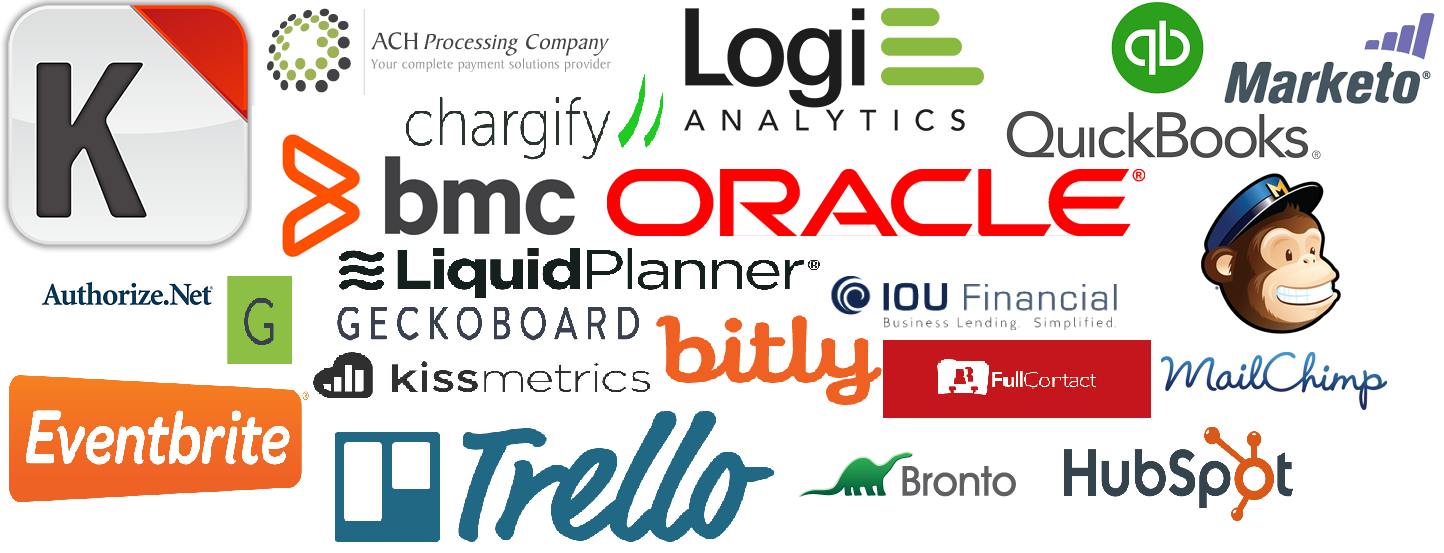 K
ACH Processing Company
Your complete payment solutions provider
Logi
ANALYTICS
qb
QuickBooks®
Marketo®
chargify
bmc
ORACLE®
M
LiquidPlanner®
Authorize.Net
G
GECKOBOARD
IOU Financial
Business Lending. Simplified.
bitly
kissmetrics
FullContact
MailChimp
Eventbrite®
Trello
Bronto
HubSpot